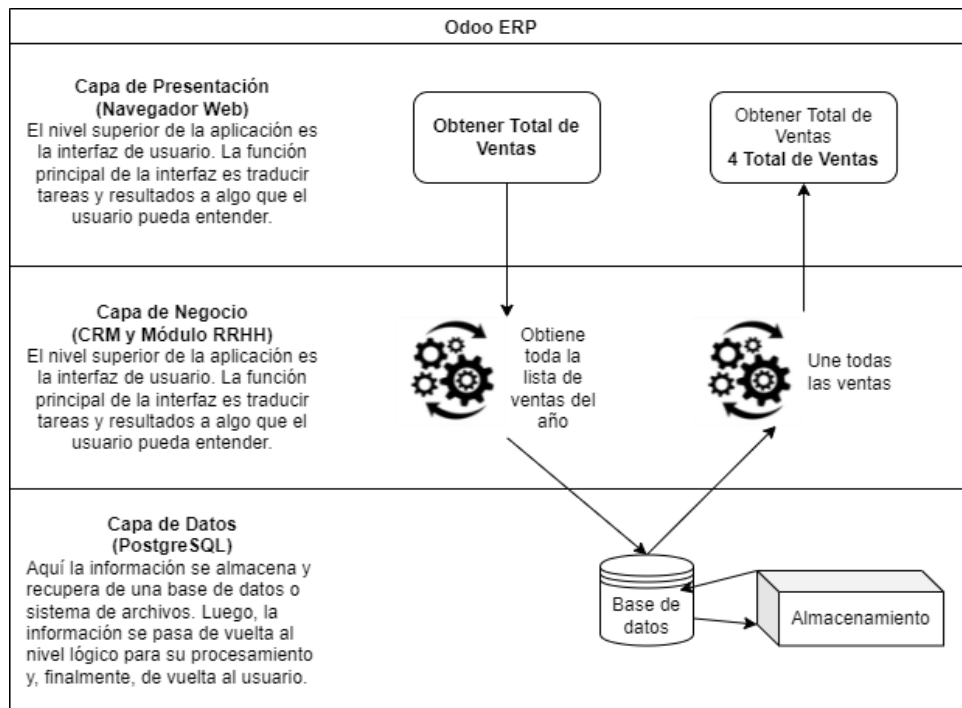 Odoo ERP
Capa de Presentación
(Navegador Web)
El nivel superior de la aplicación es
la interfaz de usuario. La función
principal de la interfaz es traducir
tareas y resultados a algo que el
usuario pueda entender.
Obtener Total de
Ventas
Obtener Total de
Ventas
4 Total de Ventas
Capa de Negocio
(CRM y Módulo RRHH)
El nivel superior de la aplicación es
la interfaz de usuario. La función
principal de la interfaz es traducir
tareas y resultados a algo que el
usuario pueda entender.
Obtiene
toda la
lista de
ventas del
año
Une todas
las ventas
Capa de Datos
(PostgreSQL)
Aquí la información se almacena y
recupera de una base de datos o
sistema de archivos. Luego, la
información se pasa de vuelta al
nivel lógico para su procesamiento
y, finalmente, de vuelta al usuario.
Base de
datos
Almacenamiento